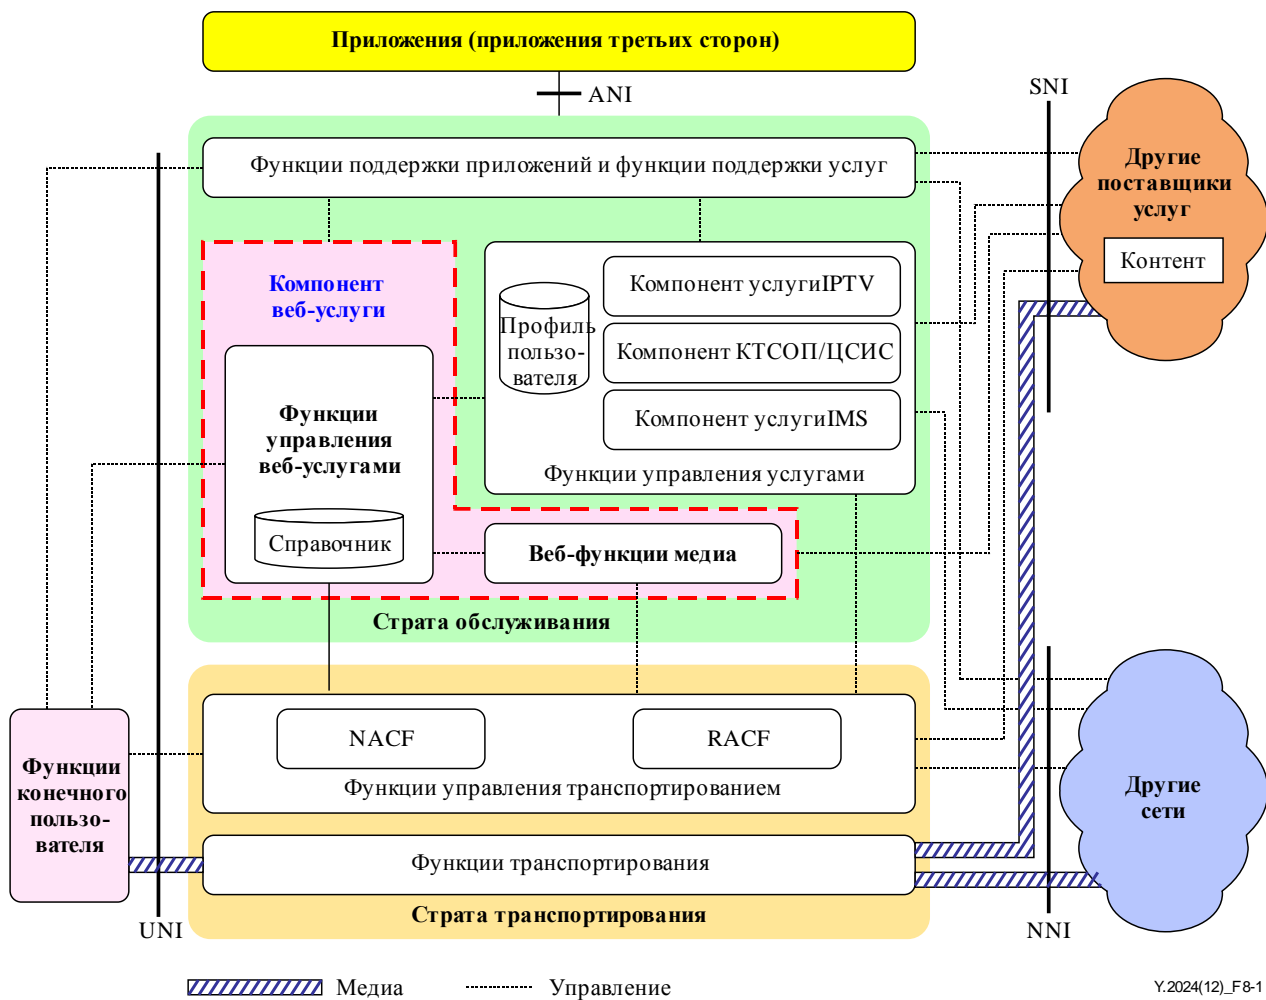 Приложения (приложения третьих сторон)
ANI
SNI
Функции поддержки приложений и функции поддержки услуг
Другие
поставщики
услуг
Контент
Компонент
веб-услуги
Профиль
пользо-
вателя
Компонент услугиIPTV
Компонент КТСОП/ЦСИС
Компонент услугиIMS
Функции управления услугами
Функции
управления
веб-услугами
Справочник
Веб-функции медиа
Страта обслуживания
NACF
RACF
Функции управления транспортированием
Функции
конечного
пользо-
вателя
Другие
сети
Функции транспортирования
Страта транспортирования
UNI
NNI
Медиа
Управление
Y.2024(12)_F8-1